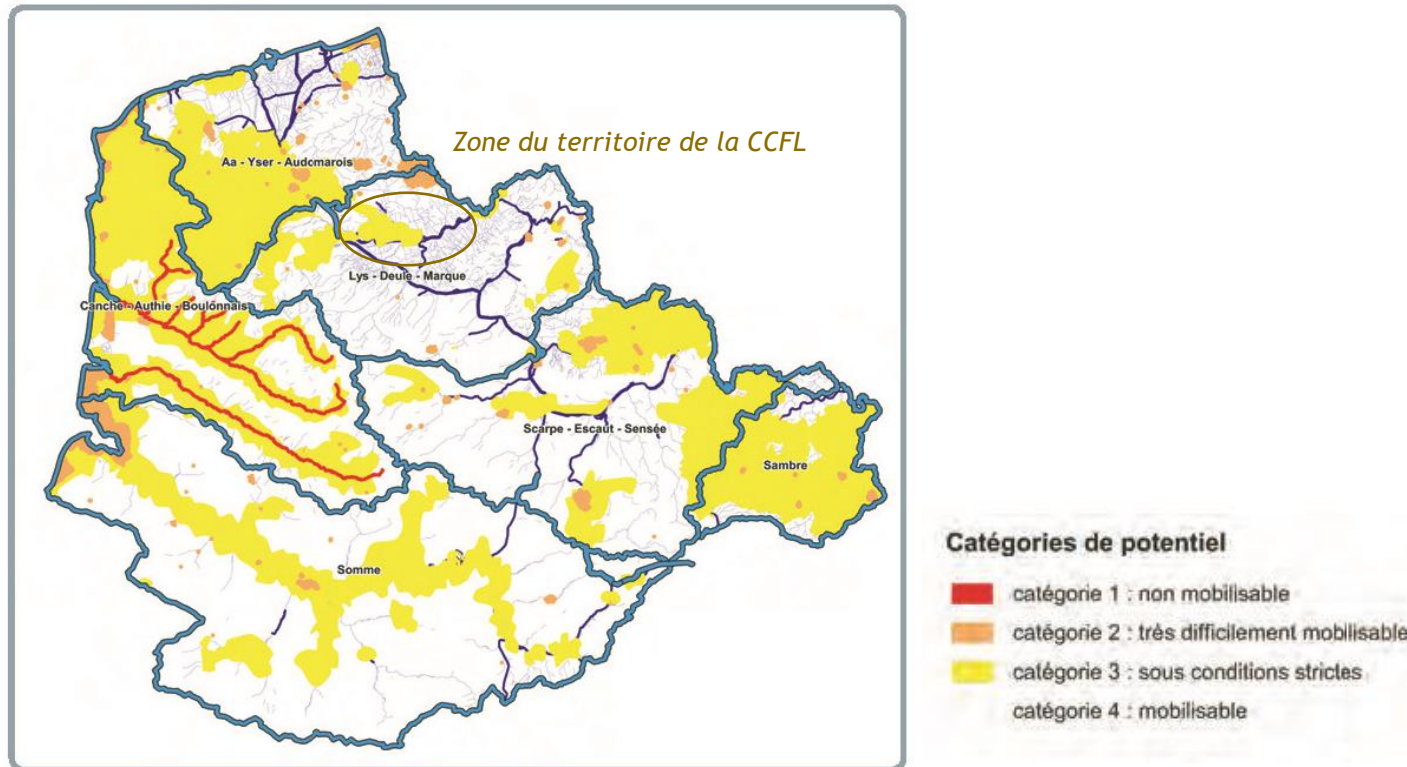 Zone du territoire de la CCFL
Aa - Yser - Audomarois
Lys - Deule - Marque
Canche - Authie - Boulonnais
Scarpe - Escaut - Sensée
Sambre
Somme
Catégories de potentiel
catégorie 1 : non mobilisable
catégorie 2 : très difficilement mobilisable
catégorie 3 : sous conditions strictes
catégorie 4 : mobilisable